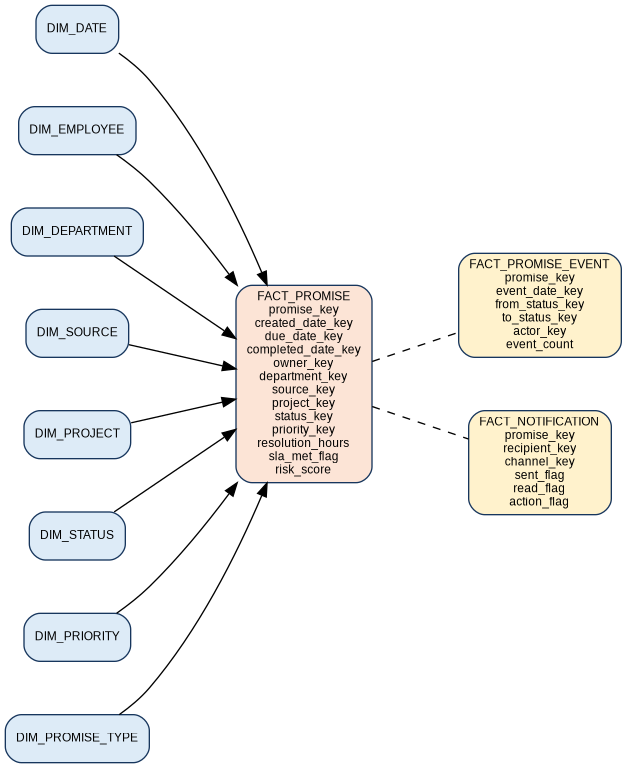 DIM_DATE
DIM_EMPLOYEE
DIM_DEPARTMENT
DIM_SOURCE
DIM_PROJECT
DIM_STATUS
DIM_PRIORITY
DIM_PROMISE_TYPE
FACT_PROMISE
promise_key
created_date_key
due_date_key
completed_date_key
owner_key
department_key
source_key
project_key
status_key
priority_key
resolution_hours
sla_met_flag
risk_score
FACT_PROMISE_EVENT
promise_key
event_date_key
from_status_key
to_status_key
actor_key
event_count
FACT_NOTIFICATION
promise_key
recipient_key
channel_key
sent_flag
read_flag
action_flag